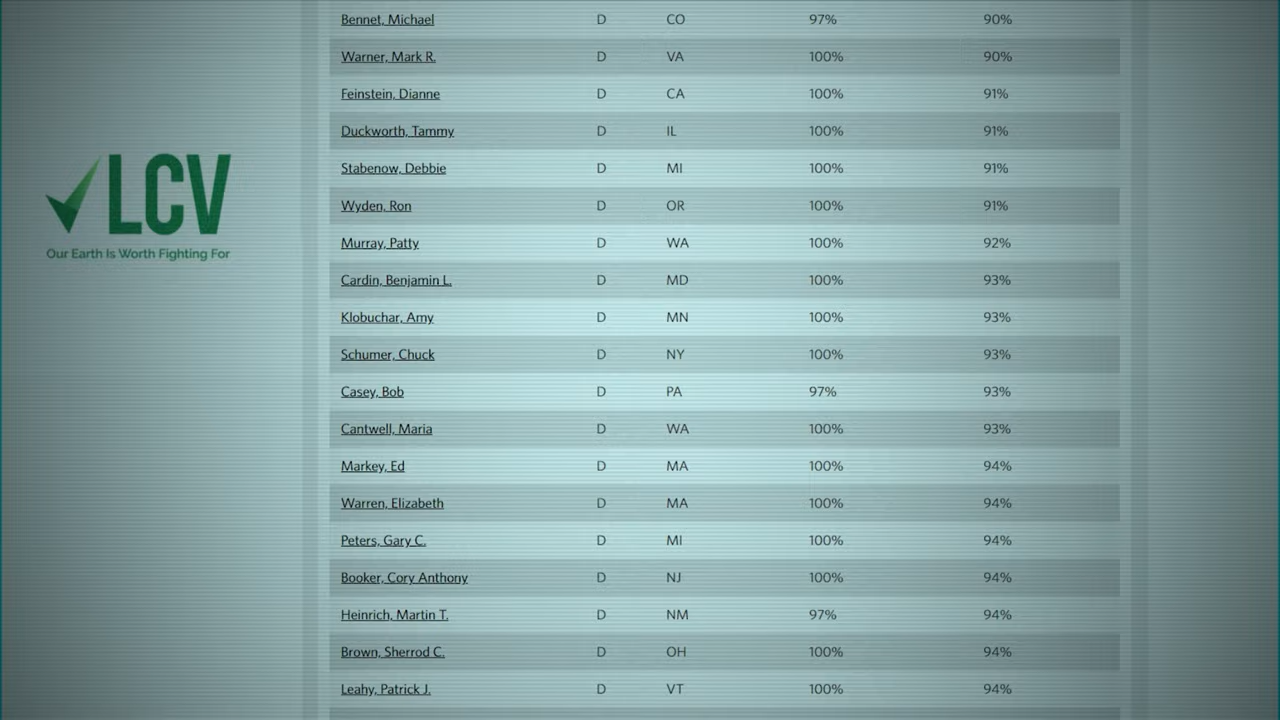 LCV
Our Earth Is Worth Fighting For
Bennet, Michael D CO 97% 90%
Warner, Mark R. D VA 100% 90%
Feinstein, Dianne D CA 100% 91%
Duckworth, Tammy D IL 100% 91%
Stabenow, Debbie D MI 100% 91%
Wyden, Ron D OR 100% 91%
Murray, Patty D WA 100% 92%
Cardin, Benjamin L. D MD 100% 93%
Klobuchar, Amy D MN 100% 93%
Schumer, Chuck D NY 100% 93%
Casey, Bob D PA 97% 93%
Cantwell, Maria D WA 100% 93%
Markey, Ed D MA 100% 94%
Warren, Elizabeth D MA 100% 94%
Peters, Gary C. D MI 100% 94%
Booker, Cory Anthony D NJ 100% 94%
Heinrich, Martin T. D NM 97% 94%
Brown, Sherrod C. D OH 100% 94%
Leahy, Patrick J. D VT 100% 94%